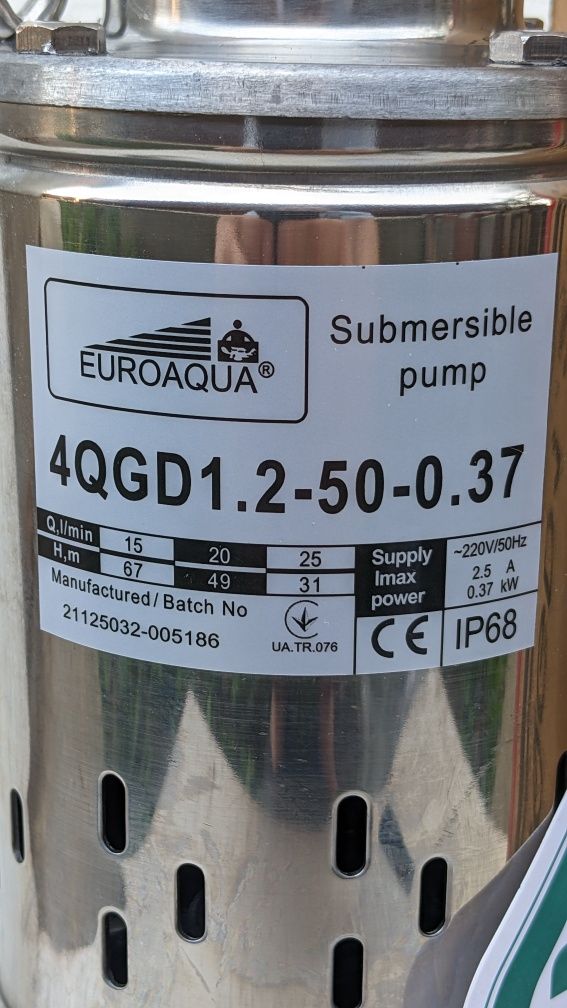 EUROAQUA®
Submersible
pump
4QGD1.2-50-0.37
Q,l/min 15 20 25
H,m 67 49 31
Supply ~220V/50Hz
Imax 2.5 A
power 0.37 kW
Manufactured / Batch No
21125032-005186
UA.TR.076
CE
IP68